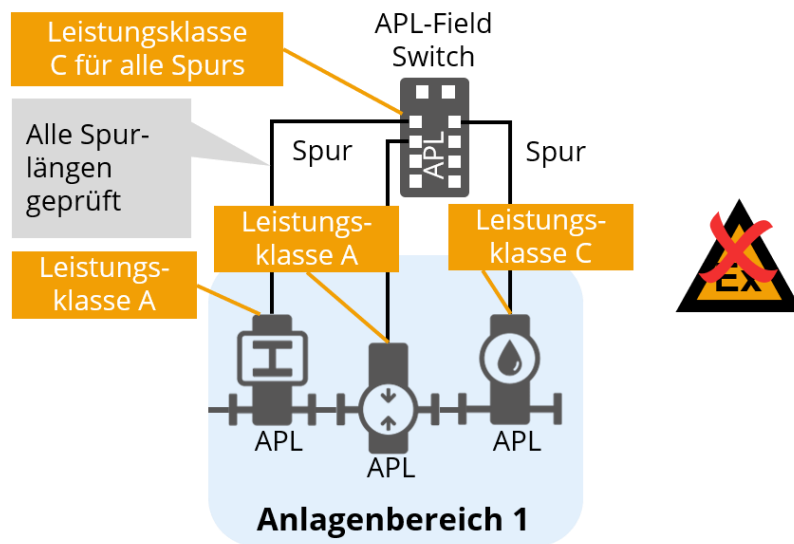 Leistungsklasse
C für alle Spurs
APL-Field
Switch
Alle Spur-
längen
geprüft
Spur
APL
Spur
Leistungs-
klasse A
Leistungs-
klasse A
Leistungs-
klasse C
Ex
APL
APL
APL
Anlagenbereich 1